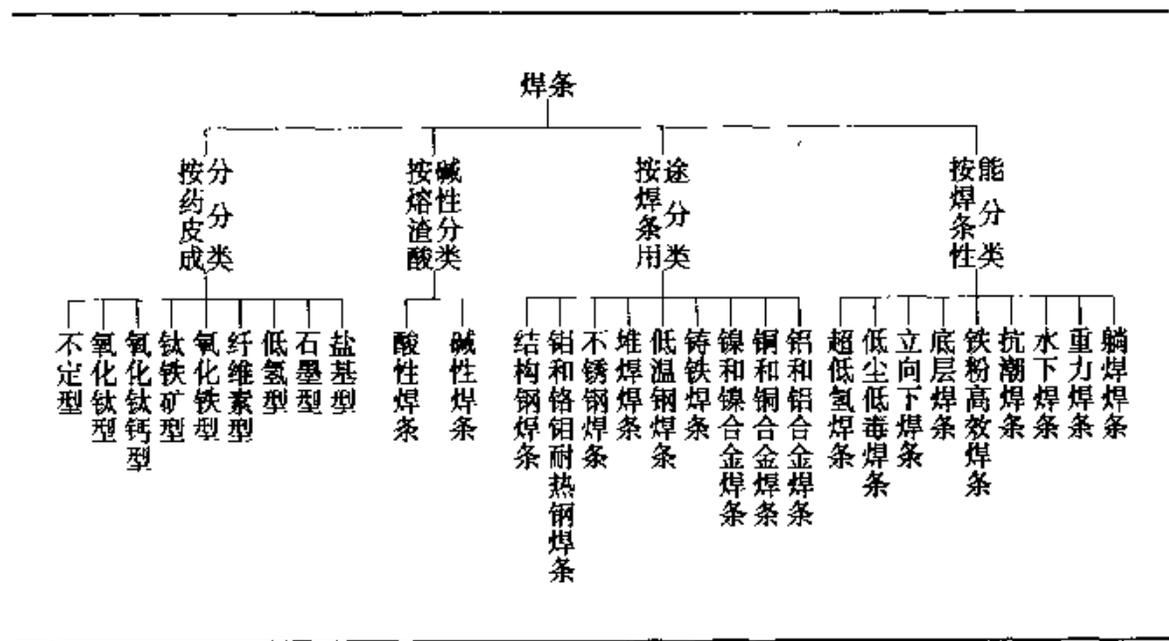 焊条
按药皮成分分类
按熔渣酸碱性分类
按焊条用途分类
按焊条性能分类
不定型
氧化钛型
氧化钛钙型
钛铁矿型
氧化铁型
纤维素型
低氢型
石墨型
盐基型
酸性焊条
碱性焊条
结构钢焊条
钼和铬钼耐热钢焊条
不锈钢焊条
堆焊焊条
低温钢焊条
铸铁焊条
镍和镍合金焊条
铜和铜合金焊条
铝和铝合金焊条
超低氢焊条
低尘低毒焊条
立向下焊条
底层焊条
铁粉高效焊条
抗潮焊条
水下焊条
重力焊条
躺焊焊条